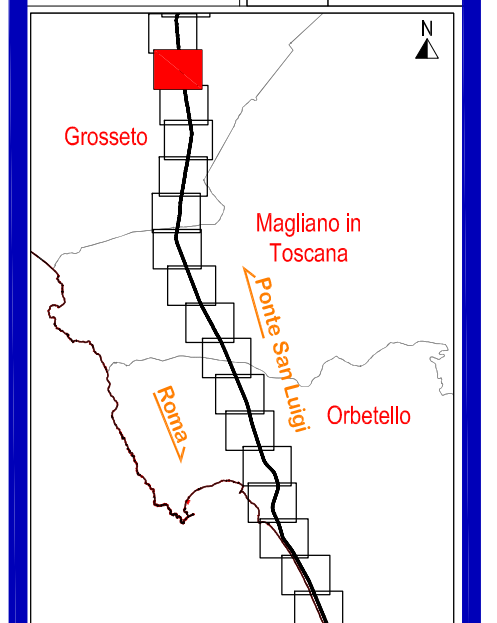 N
Grosseto
Magliano in
Toscana
Ponte San Luigi
Roma
Orbetello